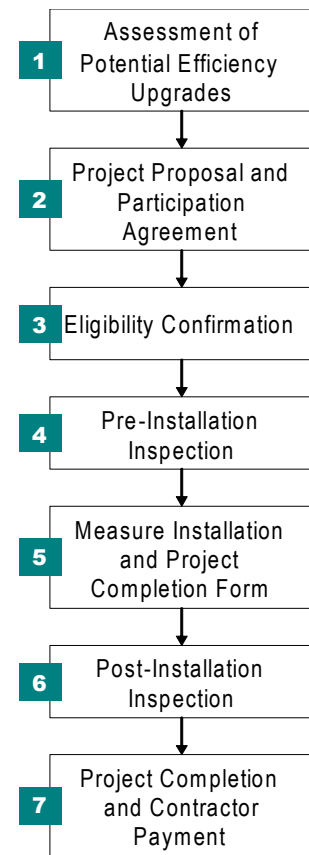 1
Assessment of
Potential Efficiency
Upgrades
2
Project Proposal and
Participation
Agreement
3
Eligibility Confirmation
4
Pre-Installation
Inspection
5
Measure Installation
and Project
Completion Form
6
Post-Installation
Inspection
7
Project Completion
and Contractor
Payment